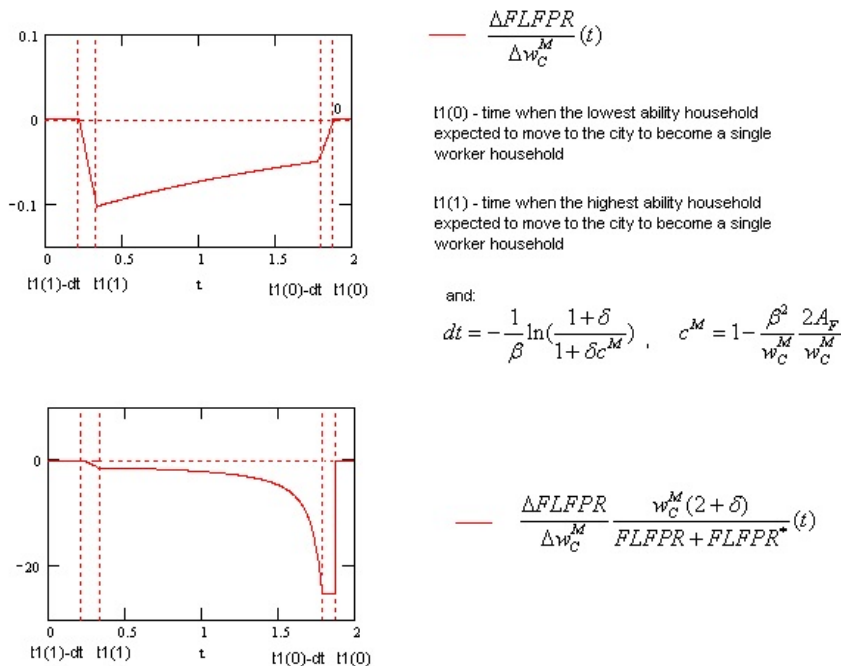 0.1
0
−0.1
0
0
0.5
1
1.5
2
t1(1)-dt
t1(1)
t
t1(0)-dt
t1(0)
ΔFLFPR / Δw_C^M (t)
t1(0) - time when the lowest ability household
expected to move to the city to become a single
worker household
t1(1) - time when the highest ability household
expected to move to the city to become a single
worker household
and:
dt = −1/β ln((1+δ)/(1+δc^M)) , c^M = 1 − β²/w_C^M 2A_F/w_C^M
0
−20
0
0.5
1
1.5
2
t1(1)-dt
t1(1)
t
t1(0)-dt
t1(0)
ΔFLFPR / Δw_C^M w_C^M(2+δ) / FLFPR + FLFPR* (t)